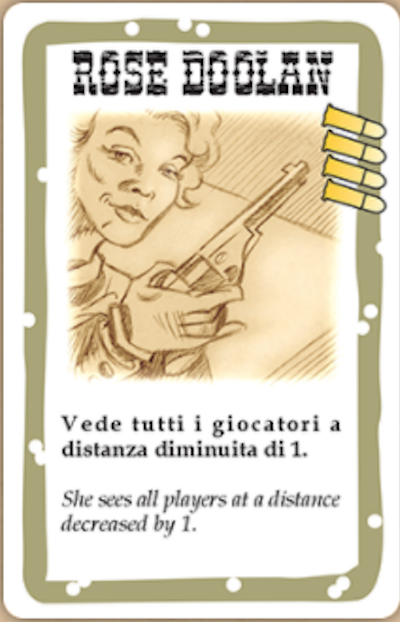 ROSE DOOLAN
Vede tutti i giocatori a
distanza diminuita di 1.
She sees all players at a distance
decreased by 1.